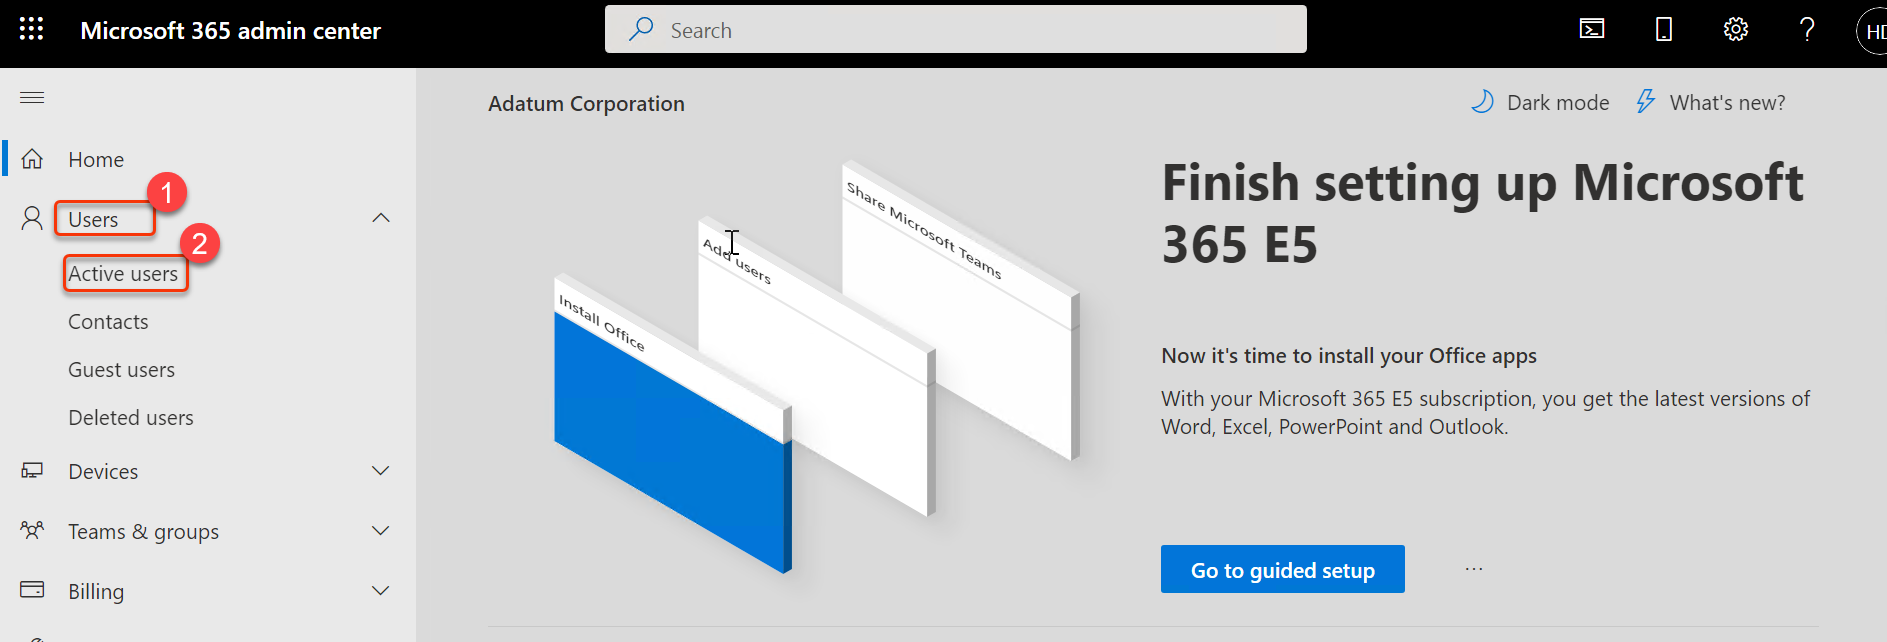 Microsoft 365 admin center
Search
HD
Adatum Corporation
Dark mode
What's new?
Home
1
Users
2
Active users
Contacts
Guest users
Deleted users
Devices
Teams & groups
Billing
Install Office
Add users
Share Microsoft Teams
Finish setting up Microsoft
365 E5
Now it's time to install your Office apps
With your Microsoft 365 E5 subscription, you get the latest versions of
Word, Excel, PowerPoint and Outlook.
Go to guided setup
...